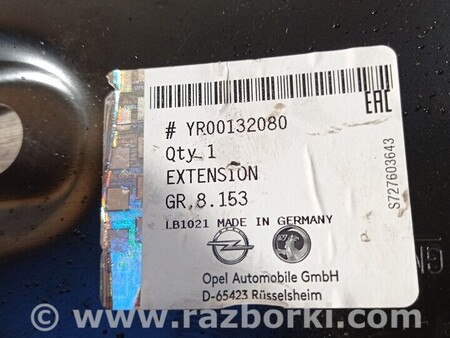 # YR00132080
Qty 1
EXTENSION
GR.8.153
LB1021 MADE IN GERMANY
Opel Automobile GmbH
D-65423 Rüsselsheim
EAC
S727603643
www.razborki.com